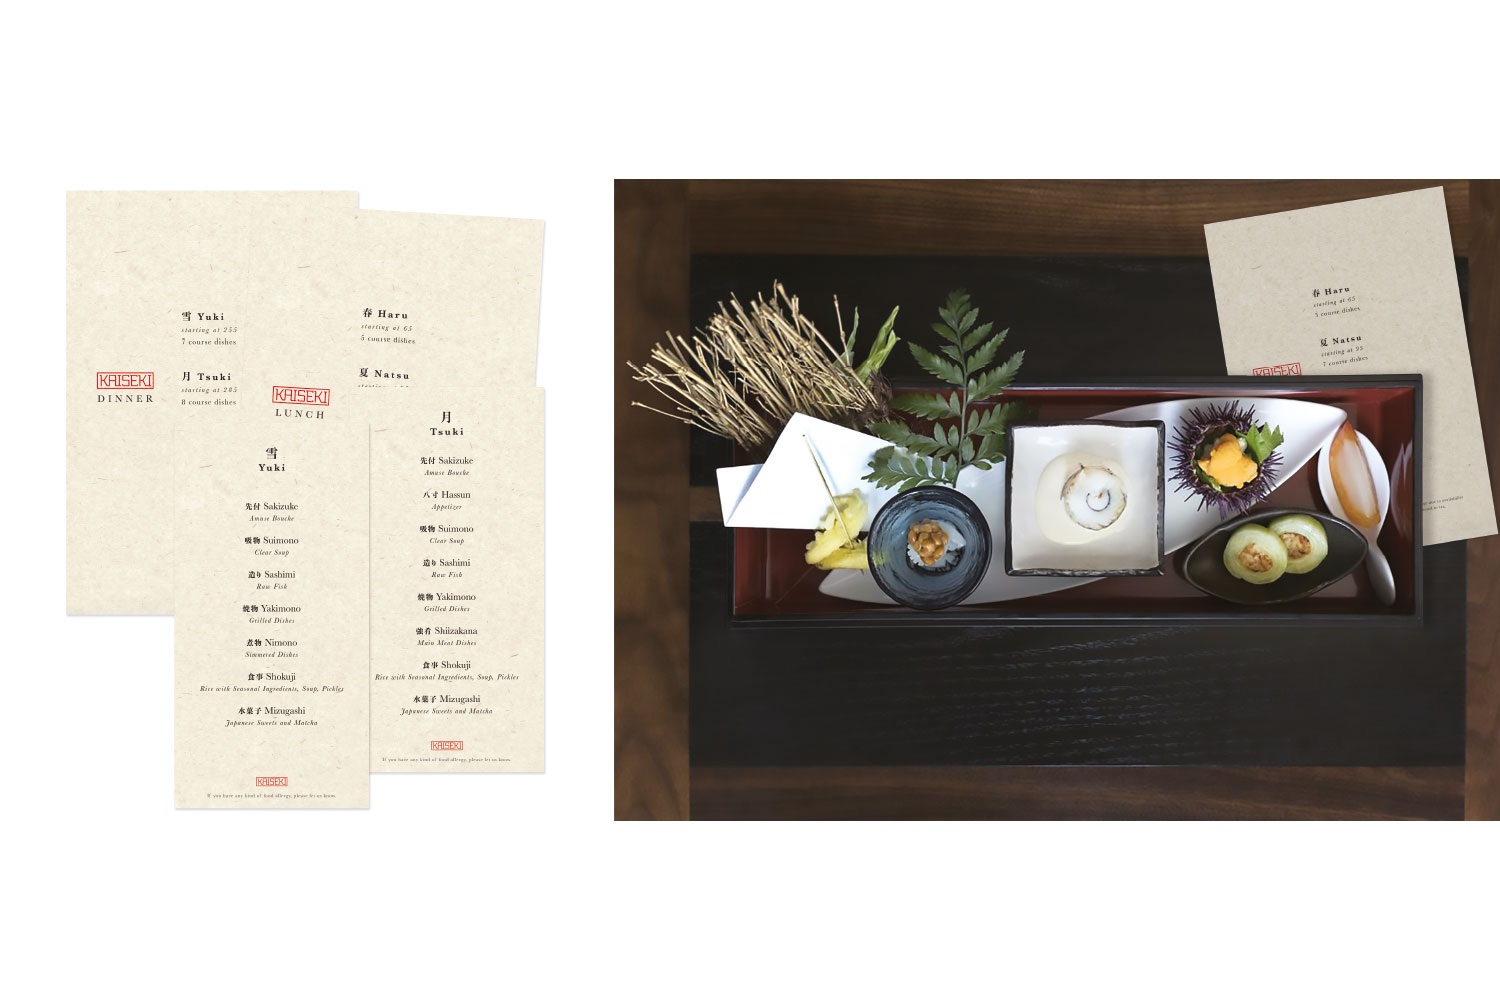 KAISEKI
DINNER
雪 Yuki
starting at 255
7 course dishes
月 Tsuki
starting at 285
8 course dishes
KAISEKI
LUNCH
春 Haru
starting at 65
5 course dishes
夏 Natsu
雪
Yuki
先付 Sakizuke
Amuse Bouche
吸物 Suimono
Clear Soup
造り Sashimi
Raw Fish
焼物 Yakimono
Grilled Dishes
煮物 Nimono
Simmered Dishes
食事 Shokuji
Rice with Seasonal Ingredients, Soup, Pickles
水菓子 Mizugashi
Japanese Sweets and Matcha
KAISEKI
If you have any kind of food allergy, please let us know.
月
Tsuki
先付 Sakizuke
Amuse Bouche
八寸 Hassun
Appetizer
吸物 Suimono
Clear Soup
造り Sashimi
Raw Fish
焼物 Yakimono
Grilled Dishes
強肴 Shiizakana
Main Meat Dishes
食事 Shokuji
Rice with Seasonal Ingredients, Soup, Pickles
水菓子 Mizugashi
Japanese Sweets and Matcha
KAISEKI
If you have any kind of food allergy, please let us know.
春 Haru
starting at 65
5 course dishes
夏 Natsu
starting at 95
7 course dishes
KAISEKI